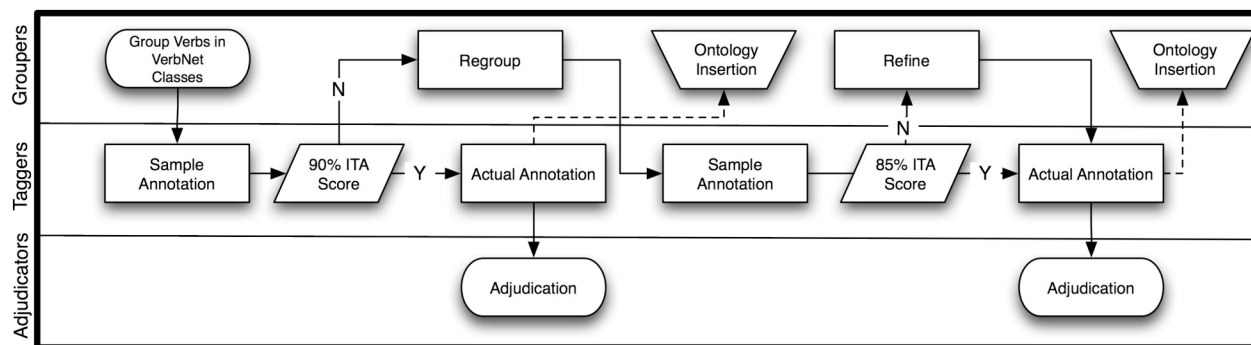 Groupers
Group Verbs in
VerbNet
Classes
Regroup
Ontology
Insertion
Refine
Ontology
Insertion
N
N
Taggers
Sample
Annotation
90% ITA
Score
Y
Actual Annotation
Sample
Annotation
85% ITA
Score
Y
Actual Annotation
Adjudicators
Adjudication
Adjudication